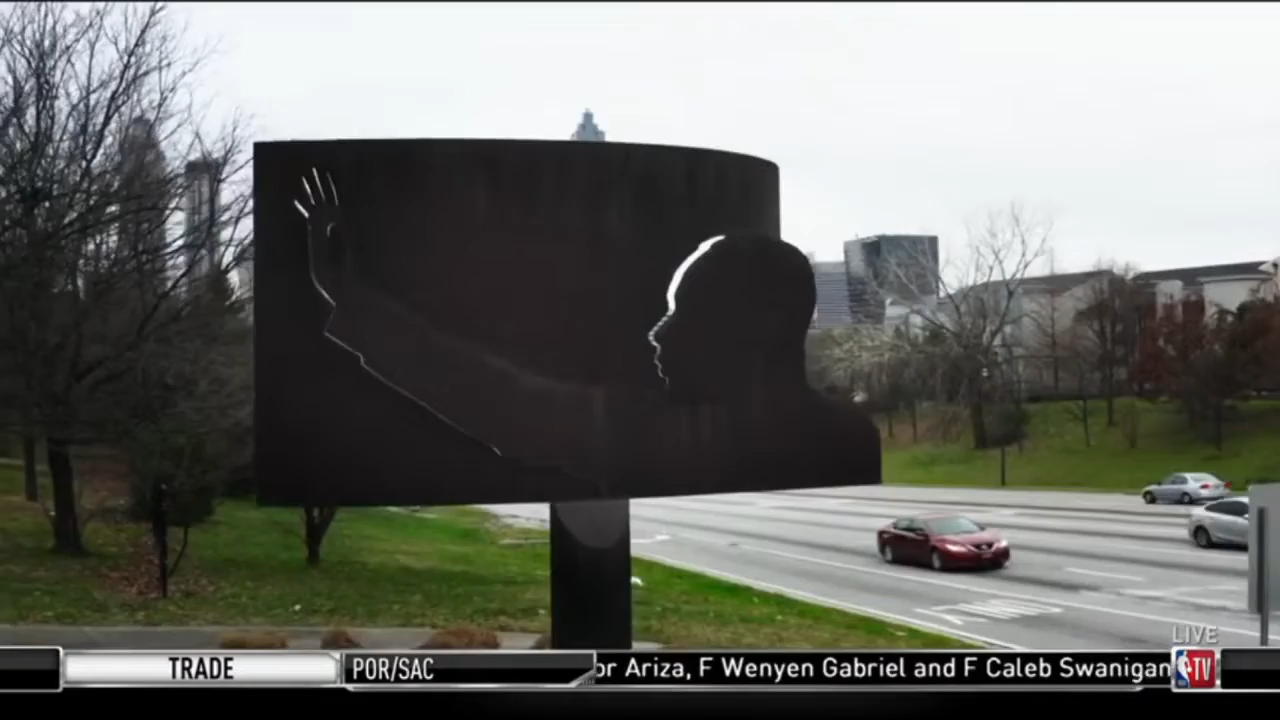 LIVE
TRADE
POR/SAC
or Ariza, F Wenyen Gabriel and F Caleb Swanigan
TV